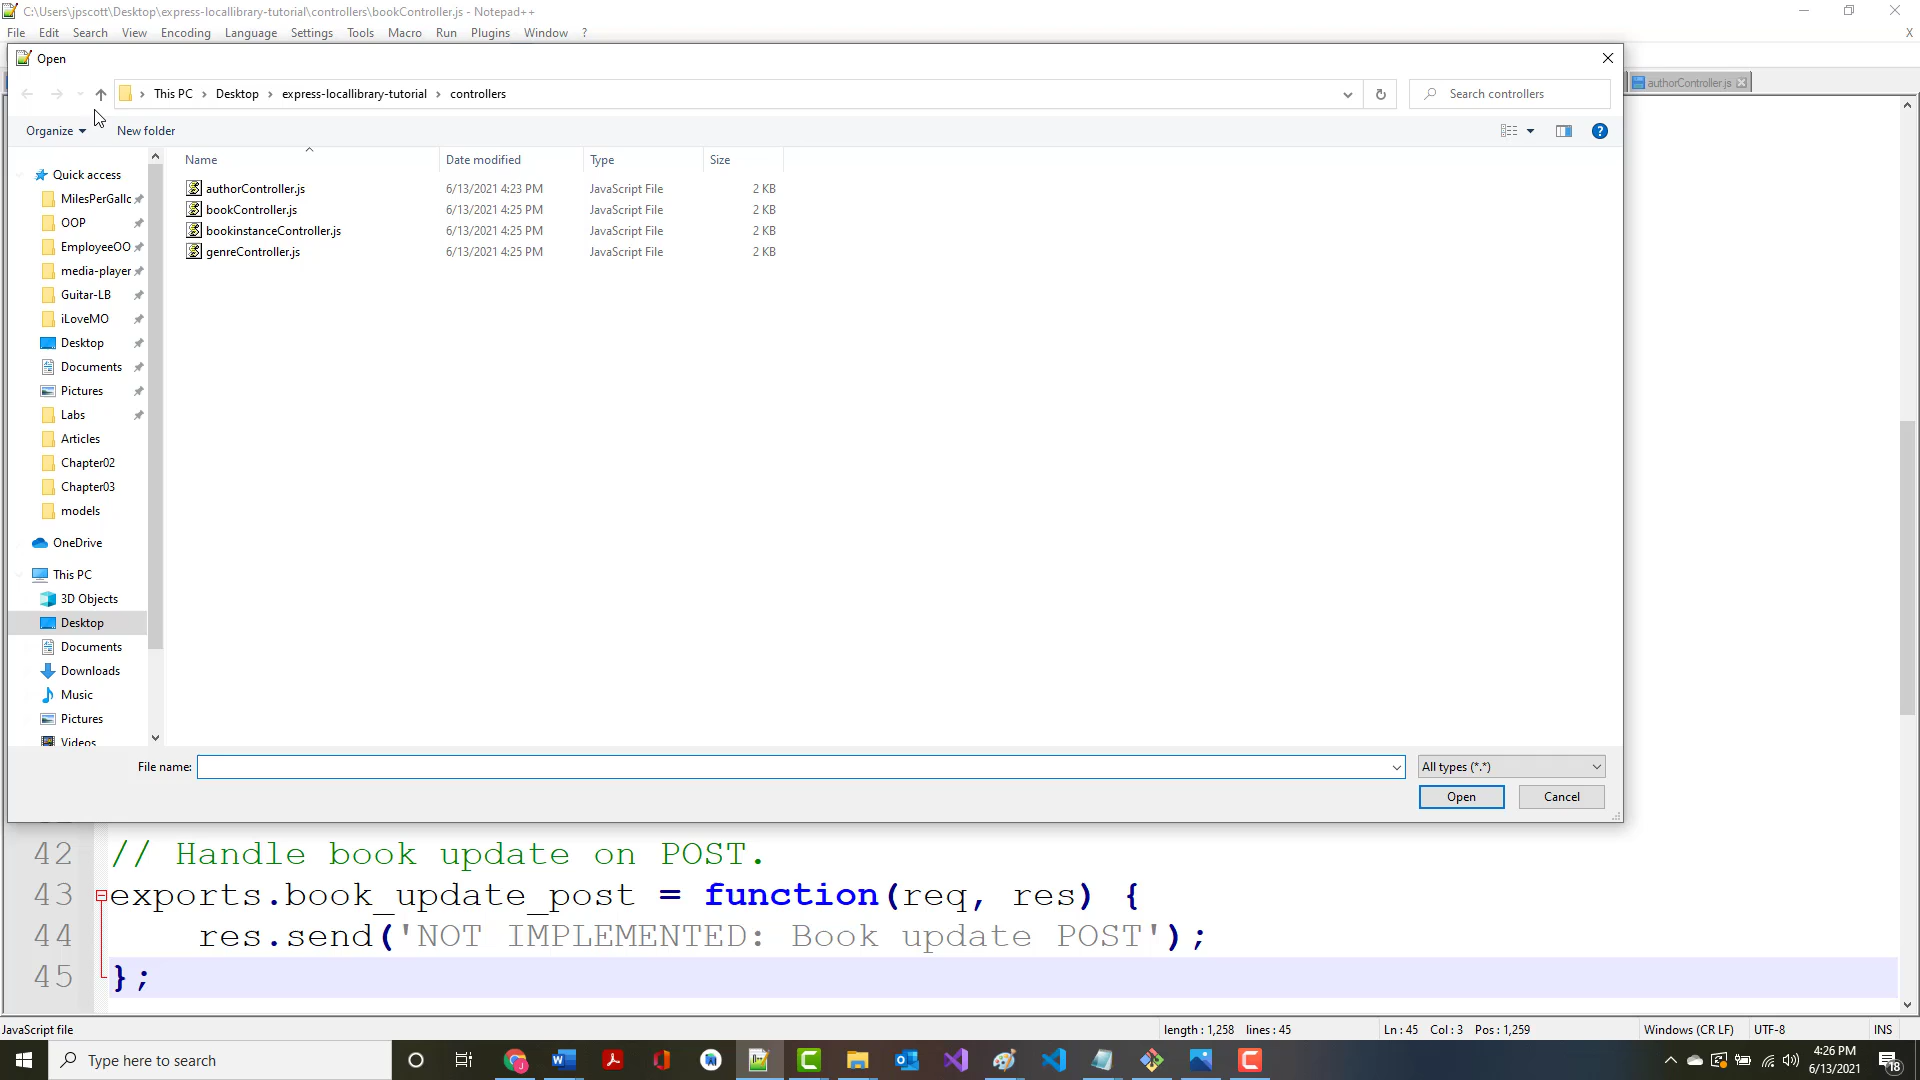 C:\Users\jpscott\Desktop\express-locallibrary-tutorial\controllers\bookController.js - Notepad++
File Edit Search View Encoding Language Settings Tools Macro Run Plugins Window ? X
Open
This PC > Desktop > express-locallibrary-tutorial > controllers
Search controllers
authorController.js
Organize New folder
Name Date modified Type Size
authorController.js 6/13/2021 4:23 PM JavaScript File 2 KB
bookController.js 6/13/2021 4:25 PM JavaScript File 2 KB
bookinstanceController.js 6/13/2021 4:25 PM JavaScript File 2 KB
genreController.js 6/13/2021 4:25 PM JavaScript File 2 KB
Quick access
MilesPerGallc
OOP
EmployeeOO
media-player
Guitar-LB
iLoveMO
Desktop
Documents
Pictures
Labs
Articles
Chapter02
Chapter03
models
OneDrive
This PC
3D Objects
Desktop
Documents
Downloads
Music
Pictures
Videos
File name: All types (*.*)
Open Cancel
42 // Handle book update on POST.
43 exports.book_update_post = function(req, res) {
44 res.send('NOT IMPLEMENTED: Book update POST');
45 };
JavaScript file length : 1,258 lines : 45 Ln : 45 Col : 3 Pos : 1,259 Windows (CR LF) UTF-8 INS
Type here to search
4:26 PM
6/13/2021
18